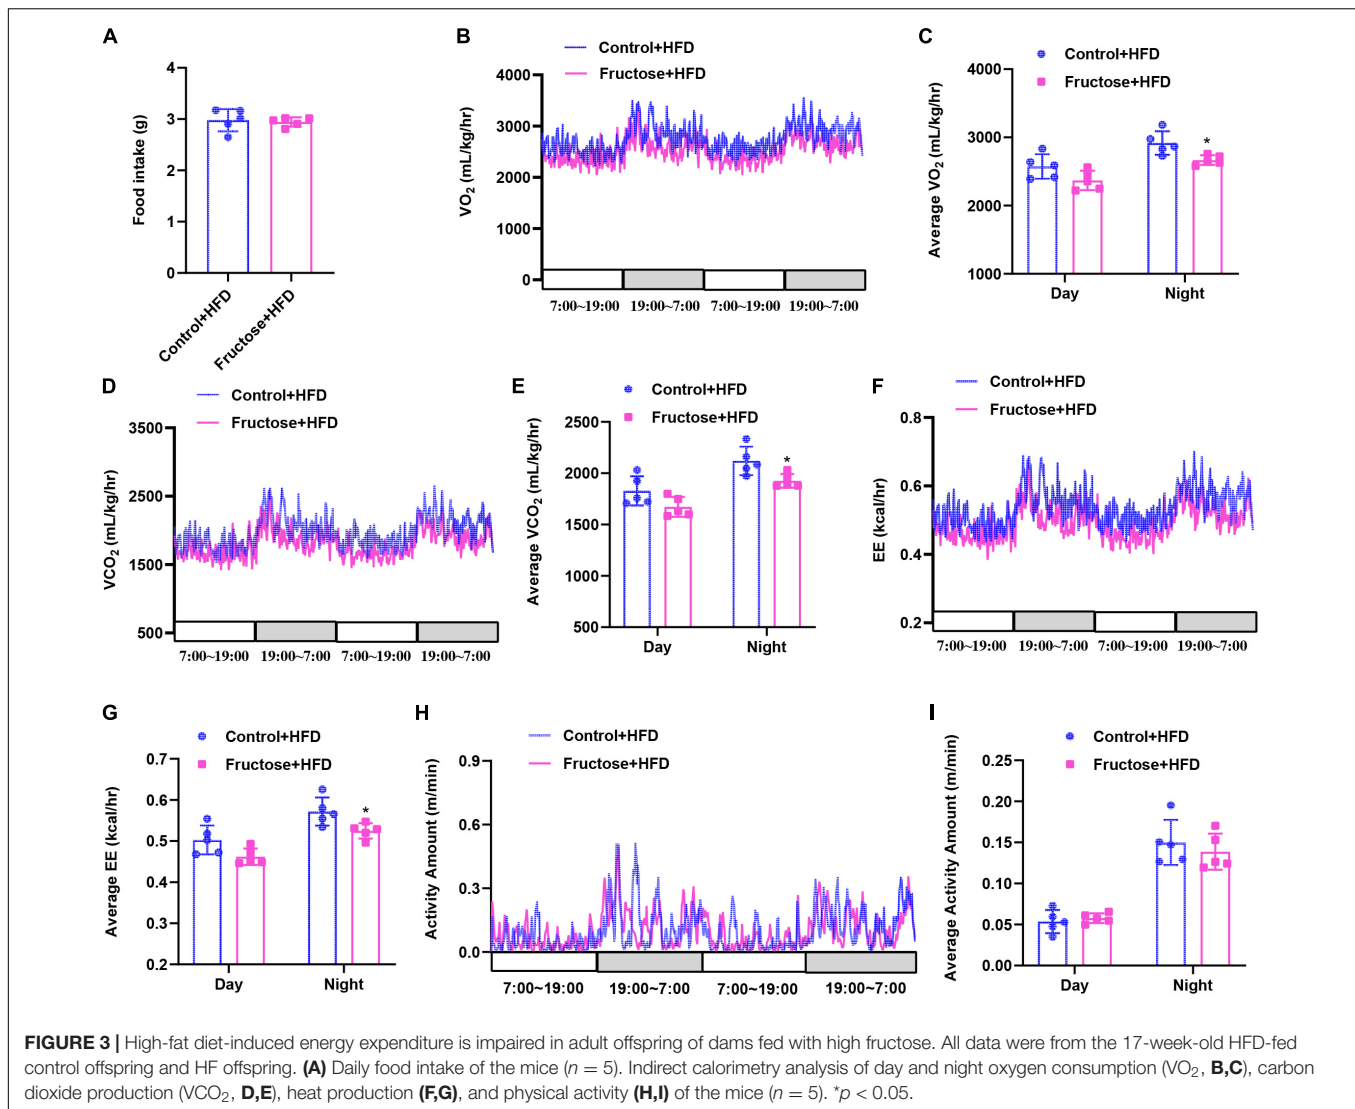 A
Food intake (g)
4
3
2
1
0
Control+HFD
Fructose+HFD
B
Control+HFD
Fructose+HFD
VO2 (mL/kg/hr)
4000
3000
2000
1000
0
7:00~19:00 19:00~7:00 7:00~19:00 19:00~7:00
C
Control+HFD
Fructose+HFD
Average VO2 (mL/kg/hr)
4000
3000
2000
1000
*
Day Night
D
Control+HFD
Fructose+HFD
VCO2 (mL/kg/hr)
3500
2500
1500
500
7:00~19:00 19:00~7:00 7:00~19:00 19:00~7:00
E
Control+HFD
Fructose+HFD
Average VCO2 (mL/kg/hr)
2500
2000
1500
1000
500
*
Day Night
F
Control+HFD
Fructose+HFD
EE (kcal/hr)
0.8
0.6
0.4
0.2
7:00~19:00 19:00~7:00 7:00~19:00 19:00~7:00
G
Control+HFD
Fructose+HFD
Average EE (kcal/hr)
0.7
0.6
0.5
0.4
0.3
0.2
*
Day Night
H
Control+HFD
Fructose+HFD
Activity Amount (m/min)
0.9
0.6
0.3
0.0
7:00~19:00 19:00~7:00 7:00~19:00 19:00~7:00
I
Control+HFD
Fructose+HFD
Average Activity Amount (m/min)
0.25
0.20
0.15
0.10
0.05
0.00
Day Night
FIGURE 3 | High-fat diet-induced energy expenditure is impaired in adult offspring of dams fed with high fructose. All data were from the 17-week-old HFD-fed
control offspring and HF offspring. (A) Daily food intake of the mice (n = 5). Indirect calorimetry analysis of day and night oxygen consumption (VO2, B,C), carbon
dioxide production (VCO2, D,E), heat production (F,G), and physical activity (H,I) of the mice (n = 5). *p < 0.05.